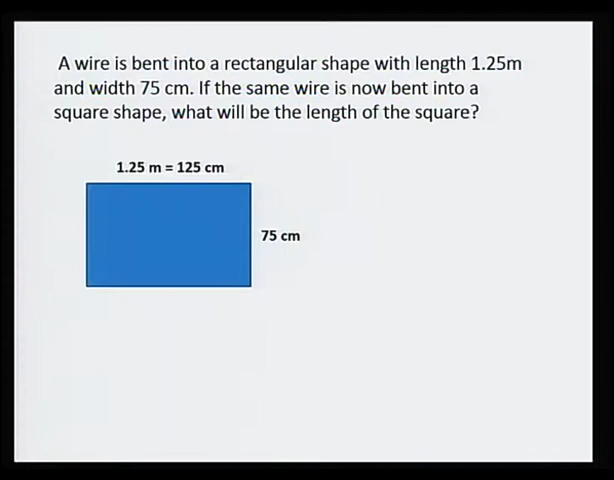 A wire is bent into a rectangular shape with length 1.25m
and width 75 cm. If the same wire is now bent into a
square shape, what will be the length of the square?
1.25 m = 125 cm
75 cm